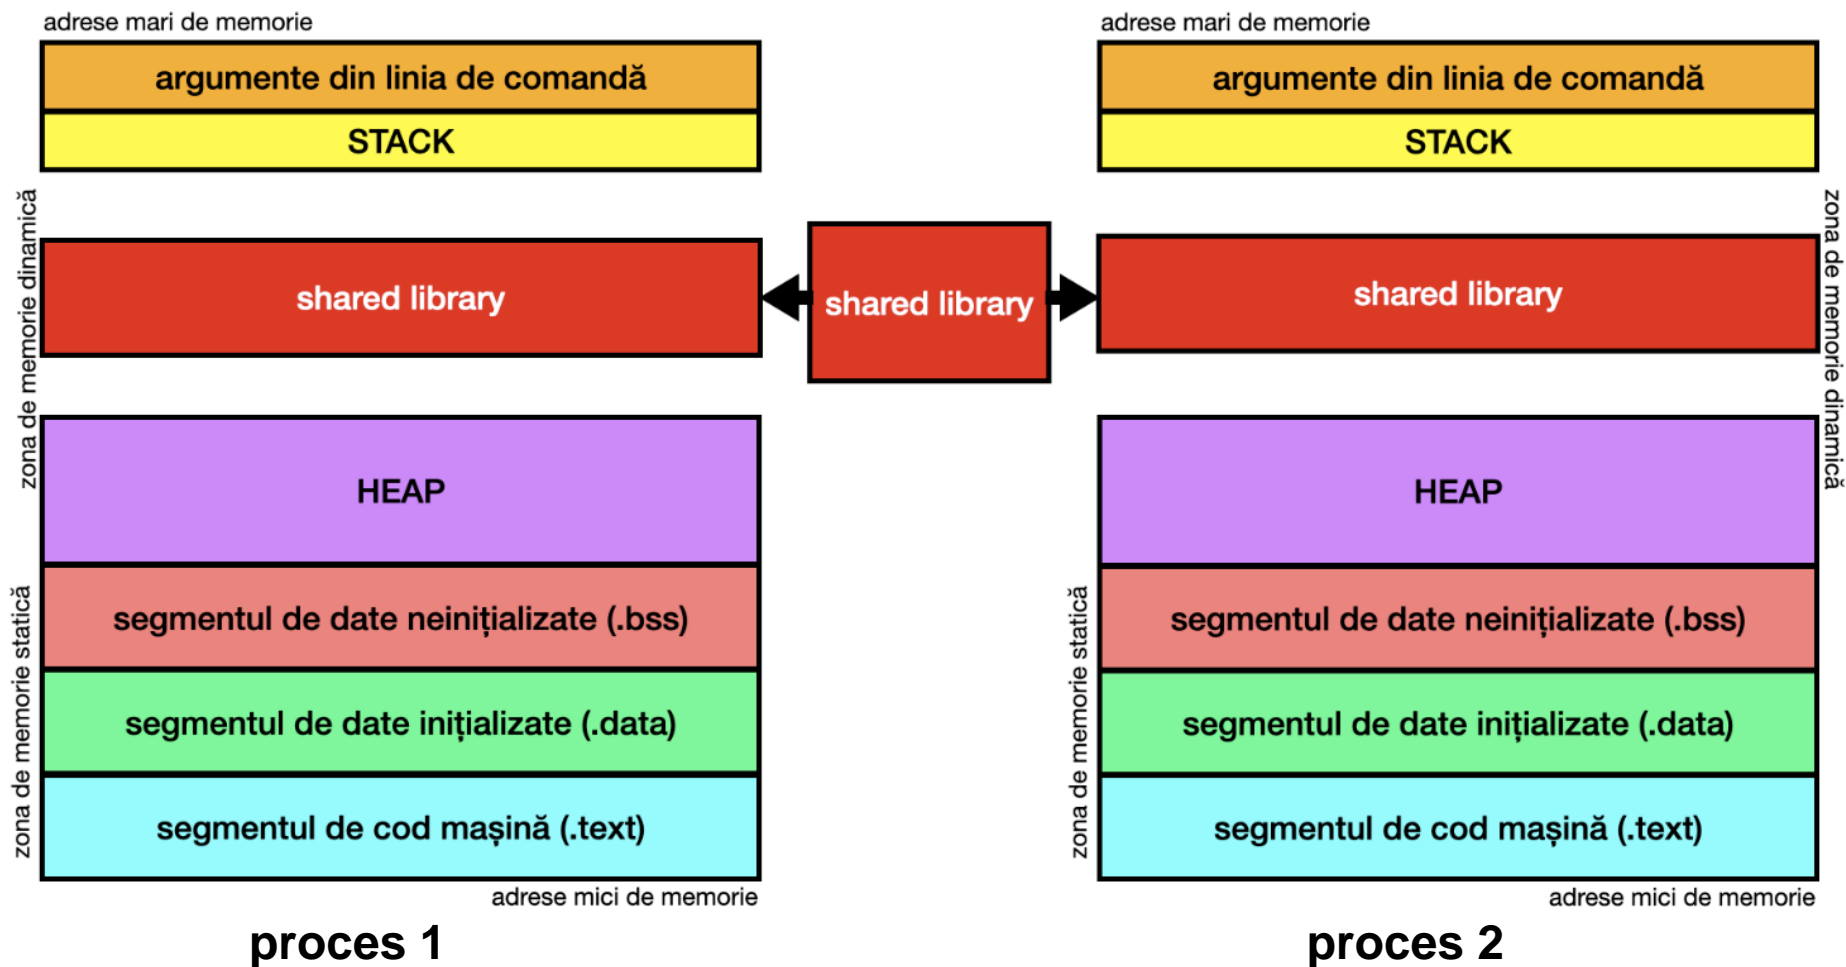 adrese mari de memorie
argumente din linia de comandă
STACK
zona de memorie dinamică
shared library
HEAP
zona de memorie statică
segmentul de date neinițializate (.bss)
segmentul de date inițializate (.data)
segmentul de cod mașină (.text)
adrese mici de memorie
proces 1
shared library
adrese mari de memorie
argumente din linia de comandă
STACK
zona de memorie dinamică
shared library
HEAP
zona de memorie statică
segmentul de date neinițializate (.bss)
segmentul de date inițializate (.data)
segmentul de cod mașină (.text)
adrese mici de memorie
proces 2